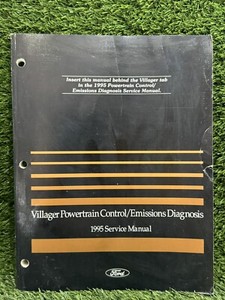 Insert this manual behind the Villager tab
in the 1995 Powertrain Control/
Emissions Diagnosis Service Manual.
Villager Powertrain Control/Emissions Diagnosis
1995 Service Manual
Ford